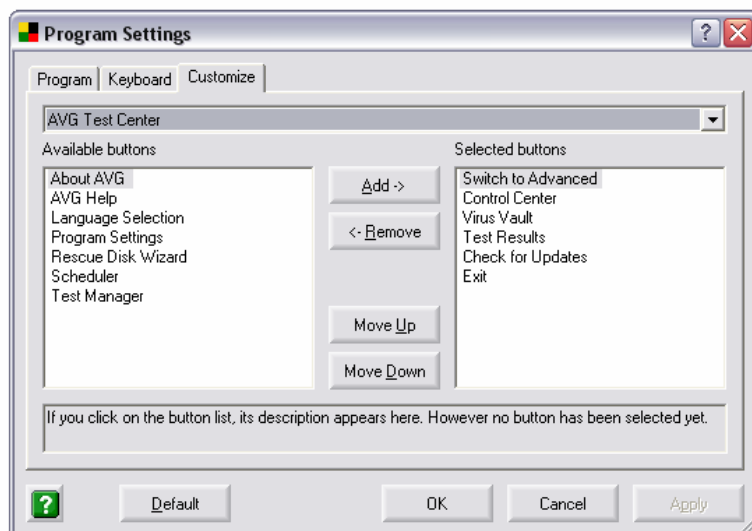 Program Settings
Program
Keyboard
Customize
AVG Test Center
Available buttons
Selected buttons
About AVG
AVG Help
Language Selection
Program Settings
Rescue Disk Wizard
Scheduler
Test Manager
Add ->
<- Remove
Move Up
Move Down
Switch to Advanced
Control Center
Virus Vault
Test Results
Check for Updates
Exit
If you click on the button list, its description appears here. However no button has been selected yet.
?
Default
OK
Cancel
Apply